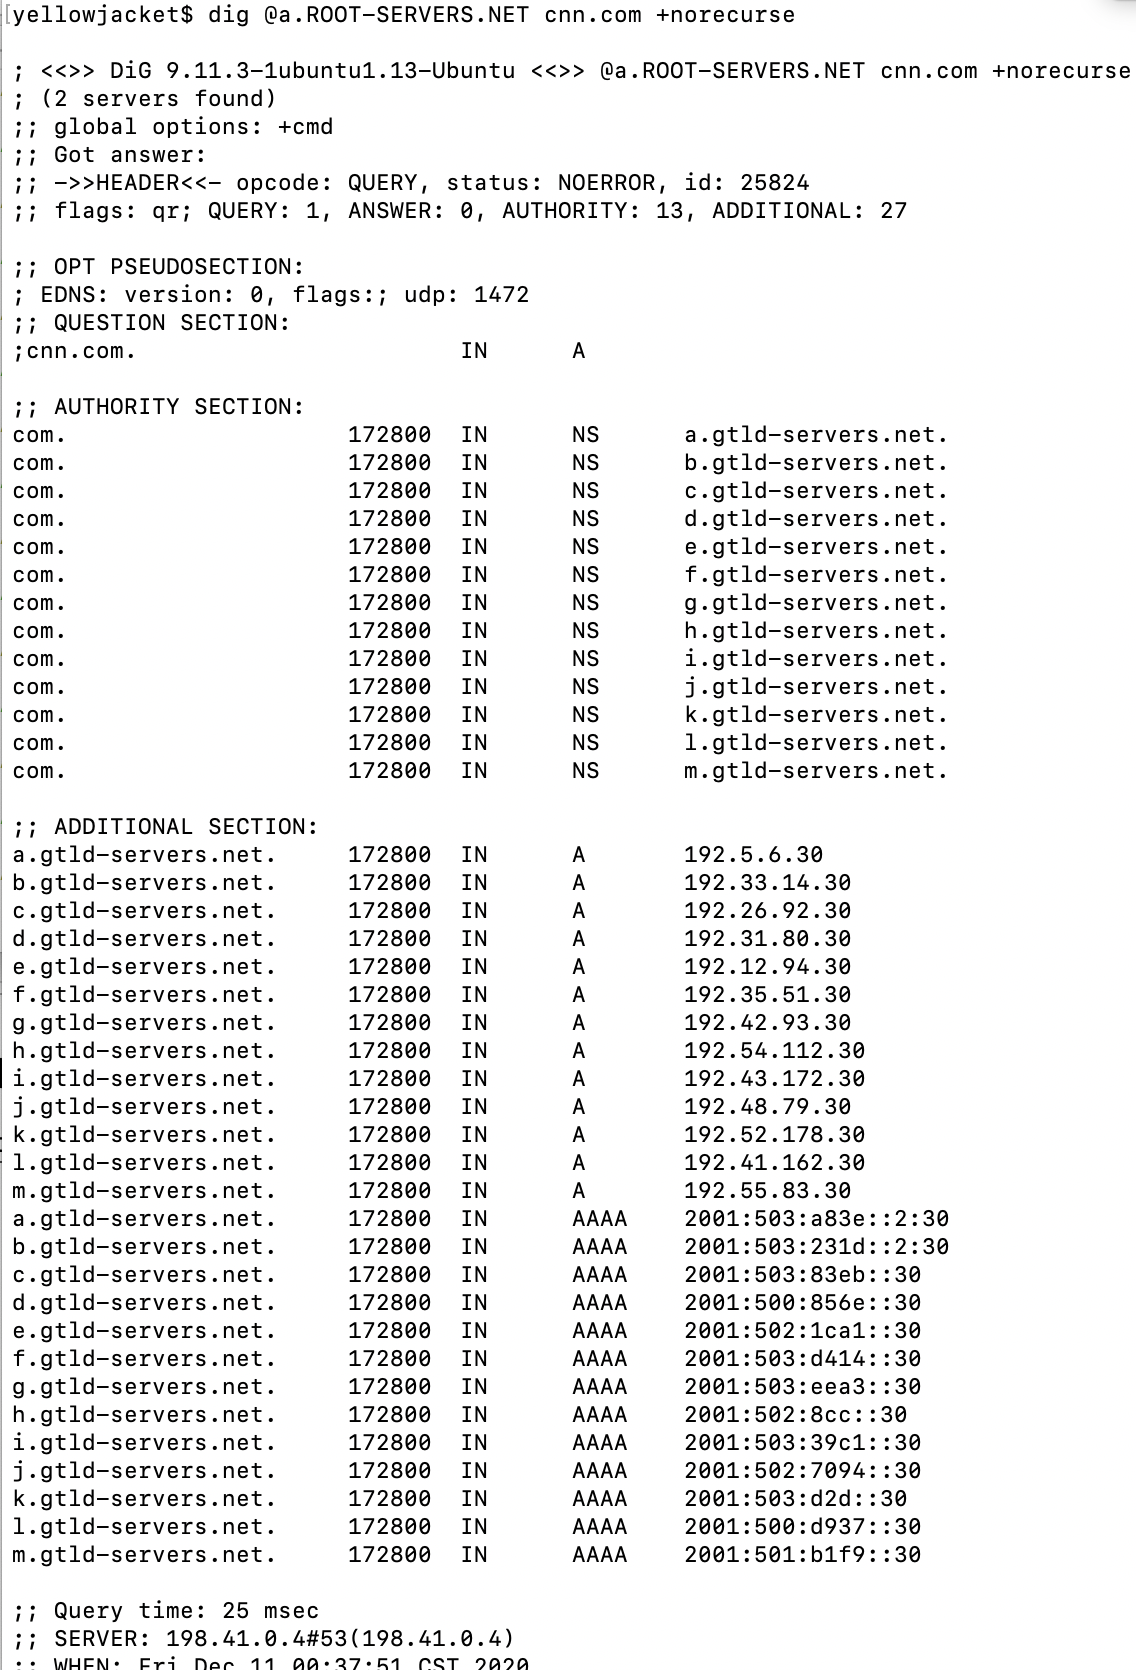 [yellowjacket$ dig @a.ROOT-SERVERS.NET cnn.com +norecurse
; <<>> DiG 9.11.3-1ubuntu1.13-Ubuntu <<>> @a.ROOT-SERVERS.NET cnn.com +norecurse
; (2 servers found)
;; global options: +cmd
;; Got answer:
;; ->>HEADER<<- opcode: QUERY, status: NOERROR, id: 25824
;; flags: qr; QUERY: 1, ANSWER: 0, AUTHORITY: 13, ADDITIONAL: 27
;; OPT PSEUDOSECTION:
; EDNS: version: 0, flags:; udp: 1472
;; QUESTION SECTION:
;cnn.com. IN A
;; AUTHORITY SECTION:
com. 172800 IN NS a.gtld-servers.net.
com. 172800 IN NS b.gtld-servers.net.
com. 172800 IN NS c.gtld-servers.net.
com. 172800 IN NS d.gtld-servers.net.
com. 172800 IN NS e.gtld-servers.net.
com. 172800 IN NS f.gtld-servers.net.
com. 172800 IN NS g.gtld-servers.net.
com. 172800 IN NS h.gtld-servers.net.
com. 172800 IN NS i.gtld-servers.net.
com. 172800 IN NS j.gtld-servers.net.
com. 172800 IN NS k.gtld-servers.net.
com. 172800 IN NS l.gtld-servers.net.
com. 172800 IN NS m.gtld-servers.net.
;; ADDITIONAL SECTION:
a.gtld-servers.net. 172800 IN A 192.5.6.30
b.gtld-servers.net. 172800 IN A 192.33.14.30
c.gtld-servers.net. 172800 IN A 192.26.92.30
d.gtld-servers.net. 172800 IN A 192.31.80.30
e.gtld-servers.net. 172800 IN A 192.12.94.30
f.gtld-servers.net. 172800 IN A 192.35.51.30
g.gtld-servers.net. 172800 IN A 192.42.93.30
h.gtld-servers.net. 172800 IN A 192.54.112.30
i.gtld-servers.net. 172800 IN A 192.43.172.30
j.gtld-servers.net. 172800 IN A 192.48.79.30
k.gtld-servers.net. 172800 IN A 192.52.178.30
l.gtld-servers.net. 172800 IN A 192.41.162.30
m.gtld-servers.net. 172800 IN A 192.55.83.30
a.gtld-servers.net. 172800 IN AAAA 2001:503:a83e::2:30
b.gtld-servers.net. 172800 IN AAAA 2001:503:231d::2:30
c.gtld-servers.net. 172800 IN AAAA 2001:503:83eb::30
d.gtld-servers.net. 172800 IN AAAA 2001:500:856e::30
e.gtld-servers.net. 172800 IN AAAA 2001:502:1ca1::30
f.gtld-servers.net. 172800 IN AAAA 2001:503:d414::30
g.gtld-servers.net. 172800 IN AAAA 2001:503:eea3::30
h.gtld-servers.net. 172800 IN AAAA 2001:502:8cc::30
i.gtld-servers.net. 172800 IN AAAA 2001:503:39c1::30
j.gtld-servers.net. 172800 IN AAAA 2001:502:7094::30
k.gtld-servers.net. 172800 IN AAAA 2001:503:d2d::30
l.gtld-servers.net. 172800 IN AAAA 2001:500:d937::30
m.gtld-servers.net. 172800 IN AAAA 2001:501:b1f9::30
;; Query time: 25 msec
;; SERVER: 198.41.0.4#53(198.41.0.4)
;; WHEN: Fri Dec 11 00:37:51 CST 2020